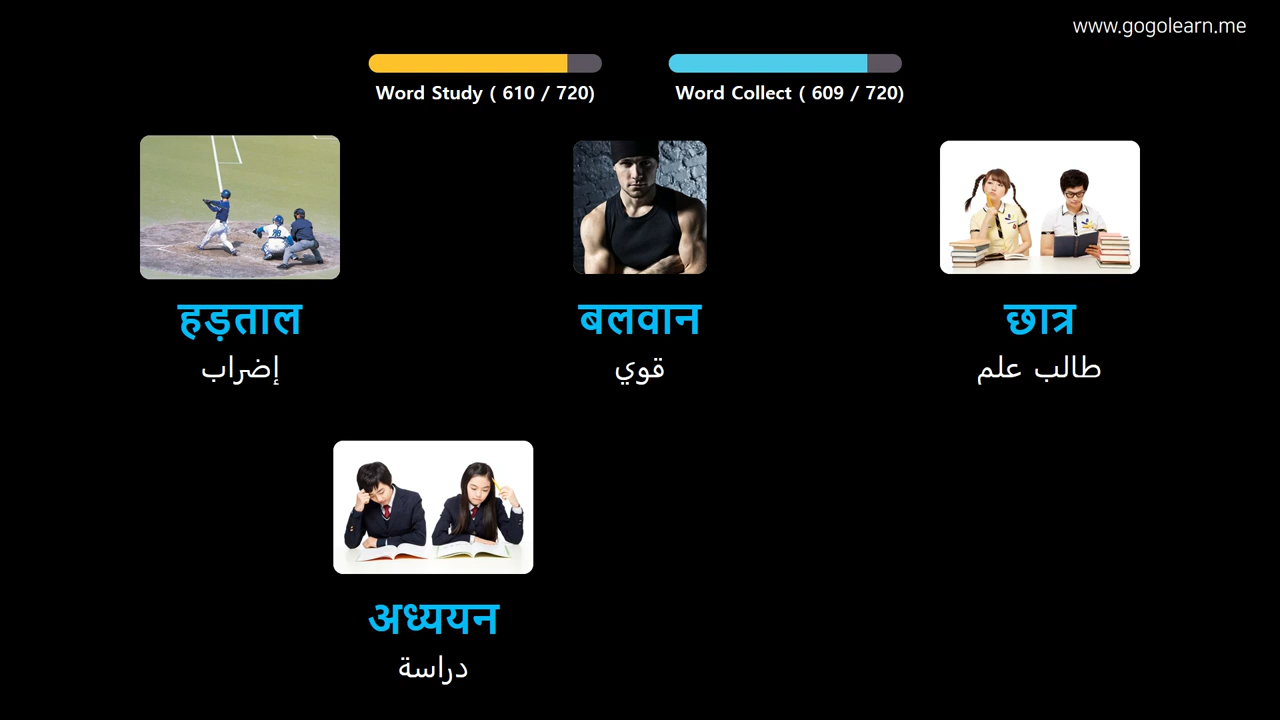 www.gogolearn.me
Word Study ( 610 / 720)
Word Collect ( 609 / 720)
हड़ताल
إضراب
बलवान
قوي
छात्र
طالب علم
अध्ययन
دراسة